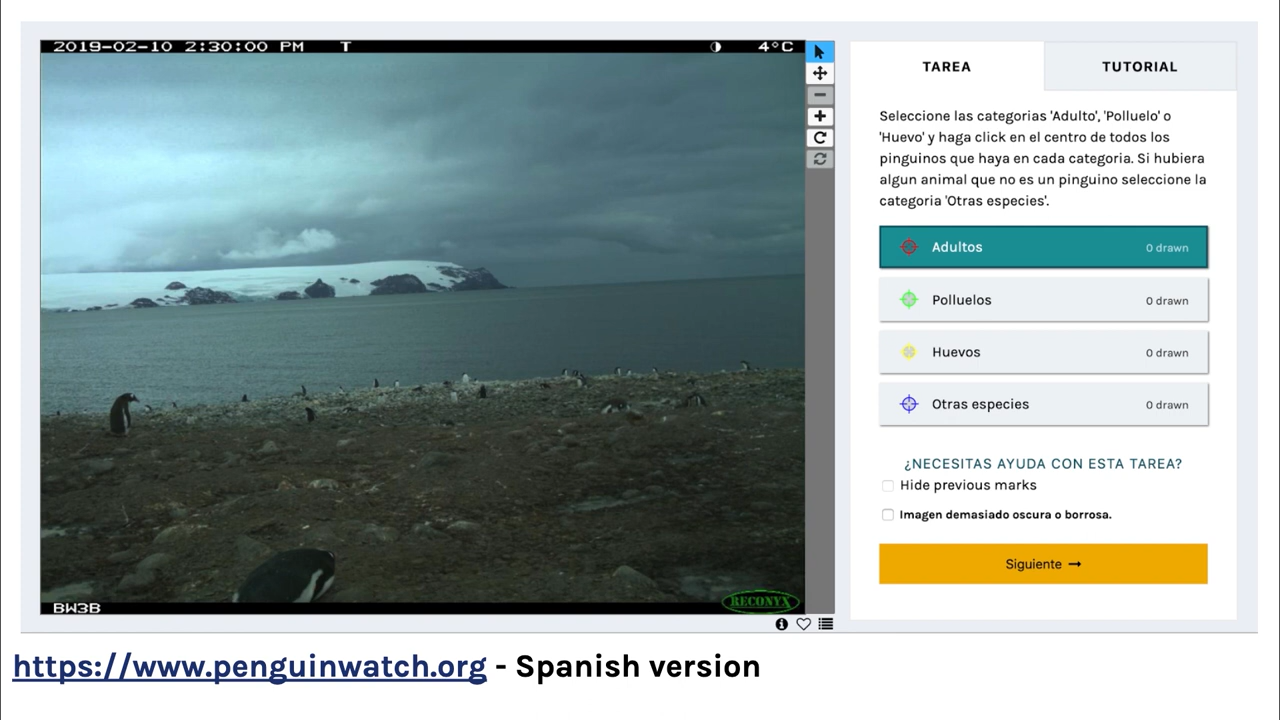 2019-02-10 2:30:00 PM T 4°C
TAREA TUTORIAL
Seleccione las categorias 'Adulto', 'Polluelo' o
'Huevo' y haga click en el centro de todos los
pinguinos que haya en cada categoria. Si hubiera
algun animal que no es un pinguino seleccione la
categoria 'Otras especies'.
Adultos 0 drawn
Polluelos 0 drawn
Huevos 0 drawn
Otras especies 0 drawn
¿NECESITAS AYUDA CON ESTA TAREA?
Hide previous marks
Imagen demasiado oscura o borrosa.
Siguiente →
BW3B
RECONYX
https://www.penguinwatch.org - Spanish version